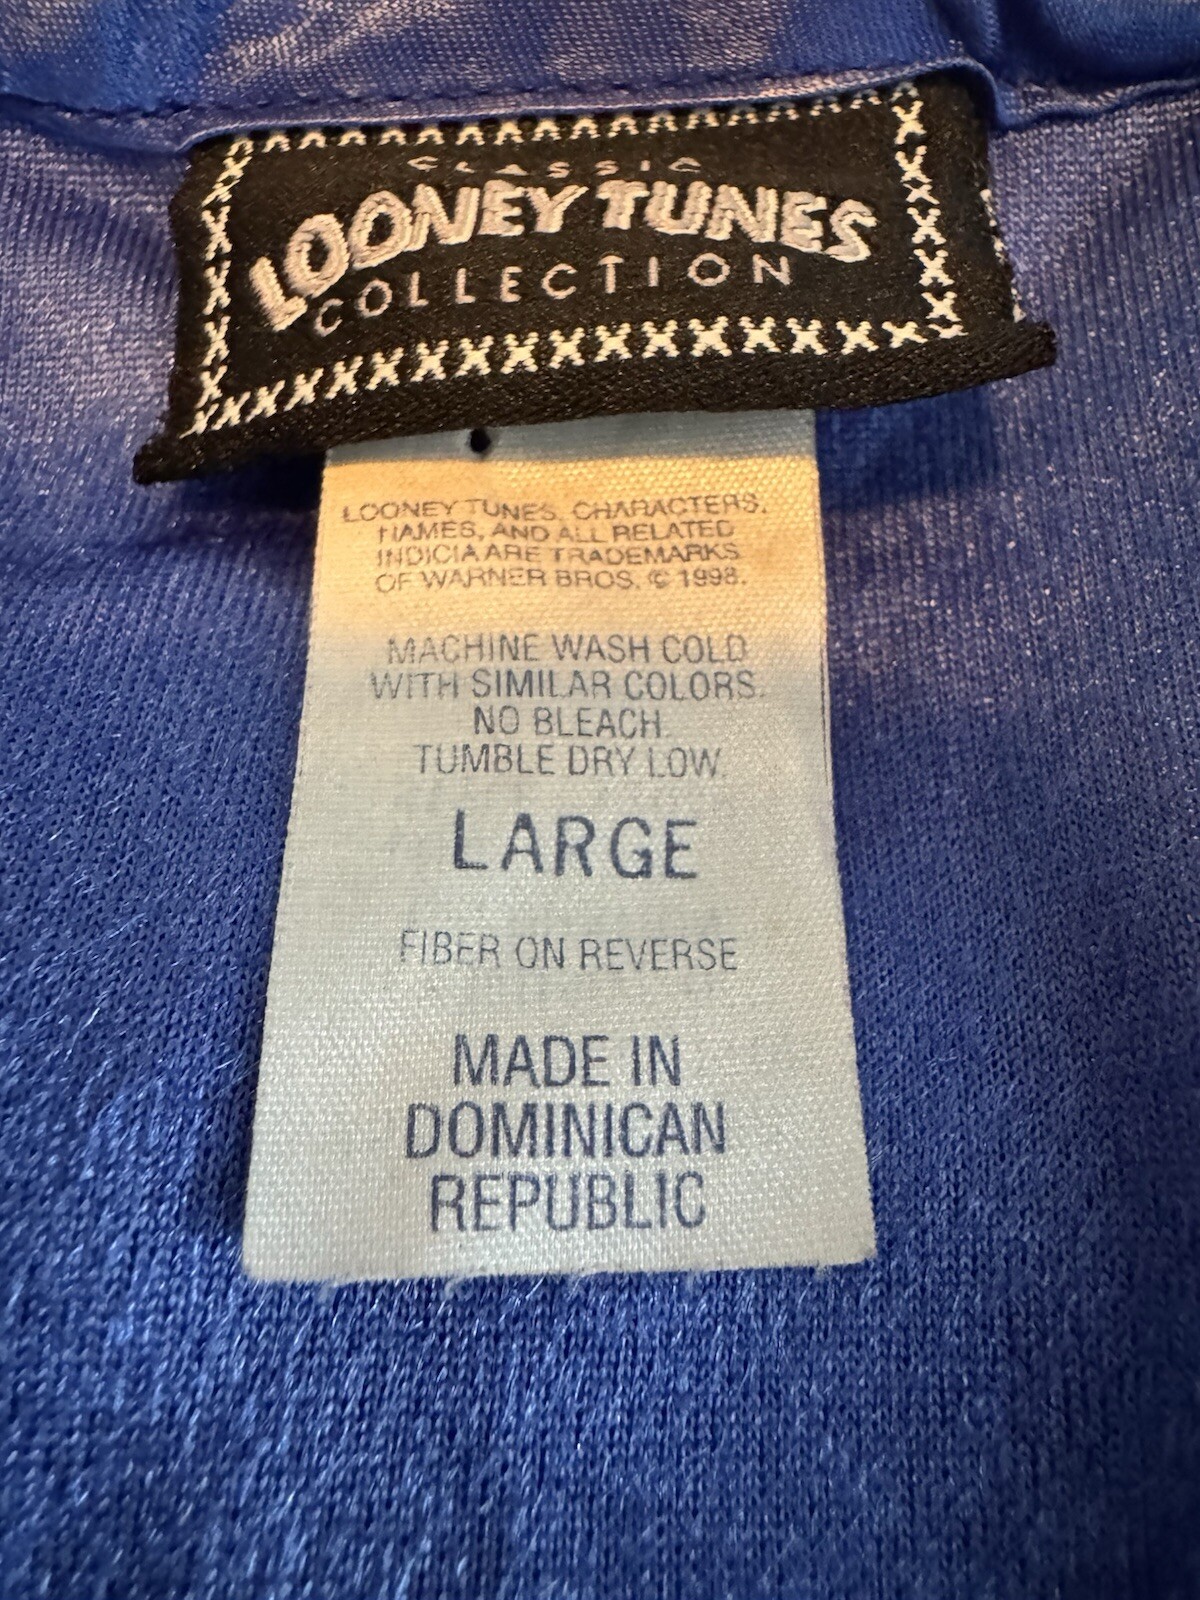 CLASSIC
LOONEY TUNES
COLLECTION
LOONEY TUNES, CHARACTERS,
NAMES, AND ALL RELATED
INDICIA ARE TRADEMARKS
OF WARNER BROS. © 1998.
MACHINE WASH COLD
WITH SIMILAR COLORS.
NO BLEACH.
TUMBLE DRY LOW.
LARGE
FIBER ON REVERSE
MADE IN
DOMINICAN
REPUBLIC